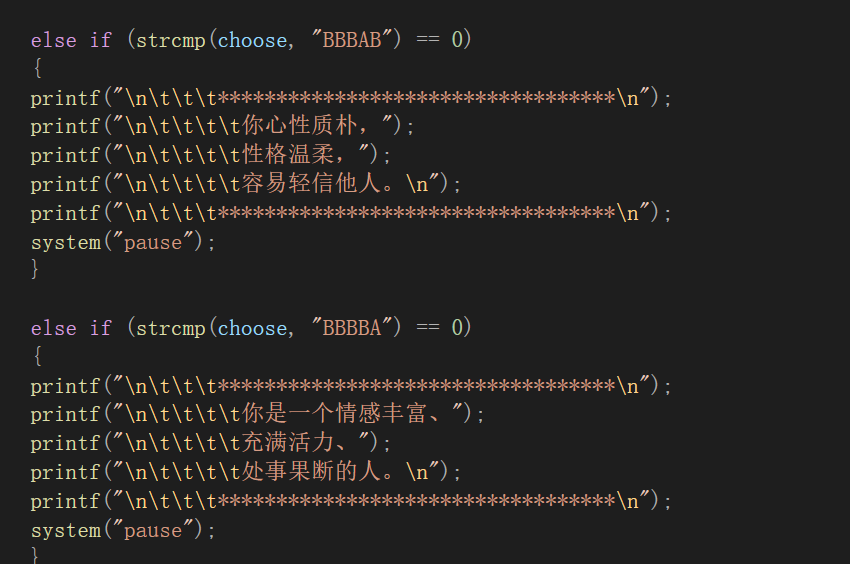 else if (strcmp(choose, "BBBAB") == 0)
{
printf("\n\t\t\t**********************************\n");
printf("\n\t\t\t\t你心性质朴，");
printf("\n\t\t\t\t性格温柔，");
printf("\n\t\t\t\t容易轻信他人。\n");
printf("\n\t\t\t**********************************\n");
system("pause");
}
else if (strcmp(choose, "BBBBA") == 0)
{
printf("\n\t\t\t**********************************\n");
printf("\n\t\t\t\t你是一个情感丰富、");
printf("\n\t\t\t\t充满活力、");
printf("\n\t\t\t\t处事果断的人。\n");
printf("\n\t\t\t**********************************\n");
system("pause");
}